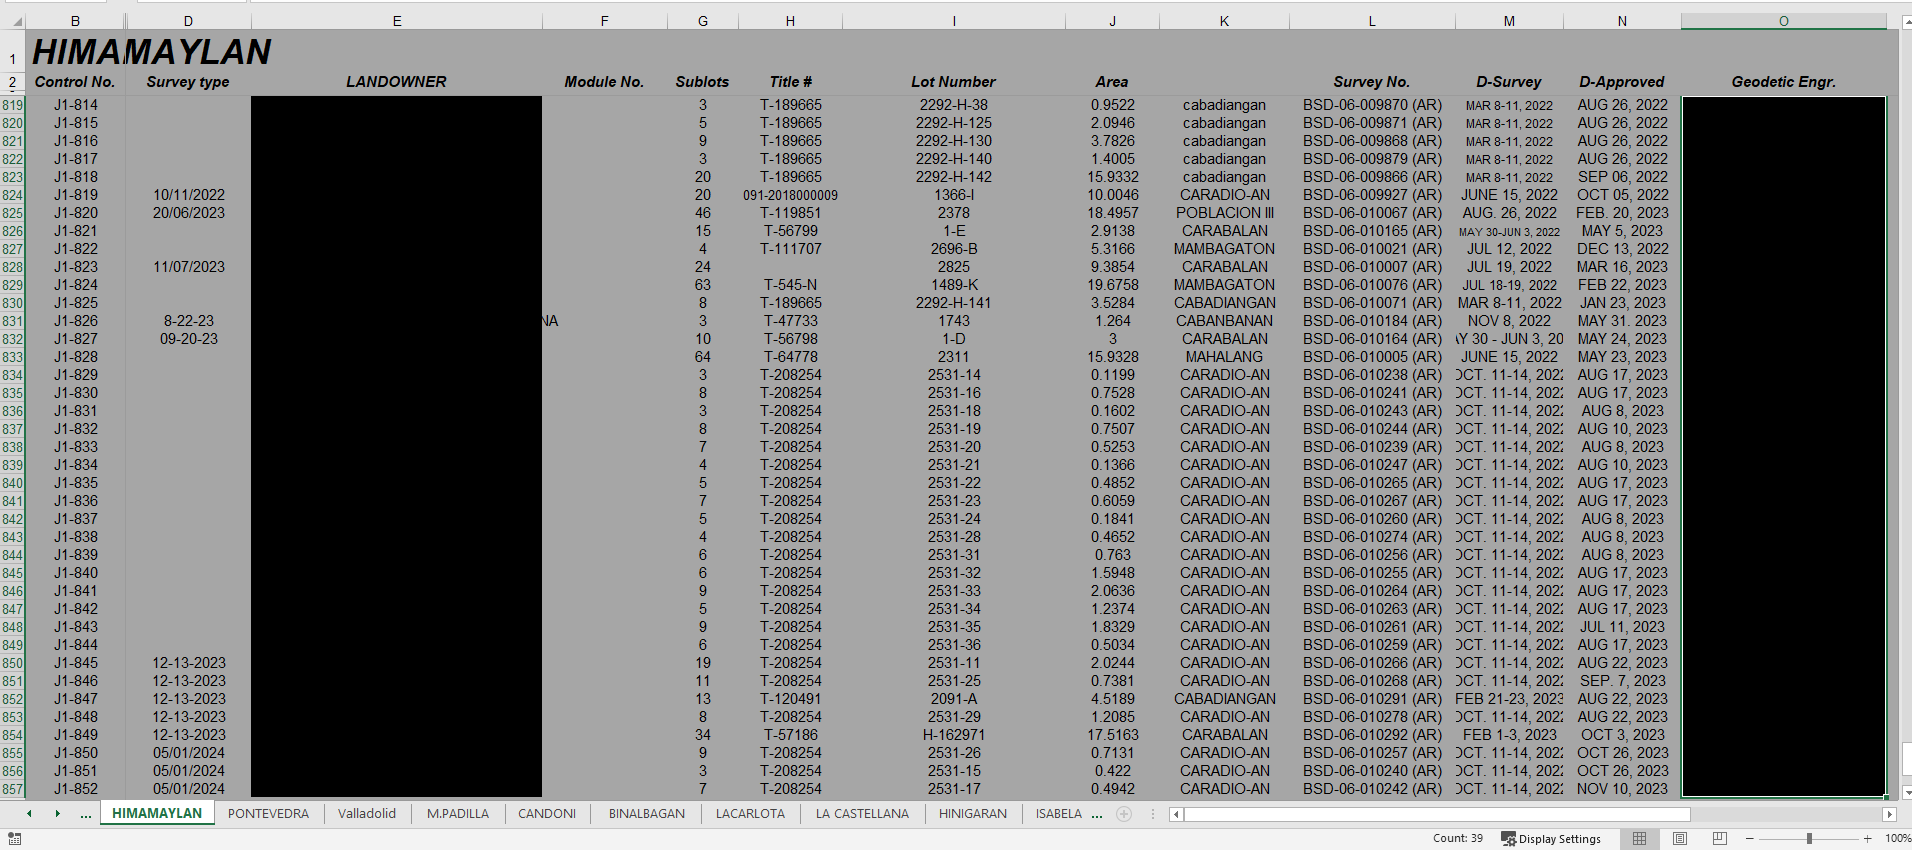 B D E F G H I J K L M N O
1 HIMAMAYLAN
2 Control No. Survey type LANDOWNER Module No. Sublots Title # Lot Number Area Survey No. D-Survey D-Approved Geodetic Engr.
819 J1-814 3 T-189665 2292-H-38 0.9522 cabadiangan BSD-06-009870 (AR) MAR 8-11, 2022 AUG 26, 2022
820 J1-815 5 T-189665 2292-H-125 2.0946 cabadiangan BSD-06-009871 (AR) MAR 8-11, 2022 AUG 26, 2022
821 J1-816 9 T-189665 2292-H-130 3.7826 cabadiangan BSD-06-009868 (AR) MAR 8-11, 2022 AUG 26, 2022
822 J1-817 3 T-189665 2292-H-140 1.4005 cabadiangan BSD-06-009879 (AR) MAR 8-11, 2022 AUG 26, 2022
823 J1-818 20 T-189665 2292-H-142 15.9332 cabadiangan BSD-06-009866 (AR) MAR 8-11, 2022 SEP 06, 2022
824 J1-819 10/11/2022 20 091-2018000009 1366-I 10.0046 CARADIO-AN BSD-06-009927 (AR) JUNE 15, 2022 OCT 05, 2022
825 J1-820 20/06/2023 46 T-119851 2378 18.4957 POBLACION III BSD-06-010067 (AR) AUG. 26, 2022 FEB. 20, 2023
826 J1-821 15 T-56799 1-E 2.9138 CARABALAN BSD-06-010165 (AR) MAY 30-JUN 3, 2022 MAY 5, 2023
827 J1-822 4 T-111707 2696-B 5.3166 MAMBAGATON BSD-06-010021 (AR) JUL 12, 2022 DEC 13, 2022
828 J1-823 11/07/2023 24 2825 9.3854 CARABALAN BSD-06-010007 (AR) JUL 19, 2022 MAR 16, 2023
829 J1-824 63 T-545-N 1489-K 19.6758 MAMBAGATON BSD-06-010076 (AR) JUL 18-19, 2022 FEB 22, 2023
830 J1-825 8 T-189665 2292-H-141 3.5284 CABADIANGAN BSD-06-010071 (AR) MAR 8-11, 2022 JAN 23, 2023
831 J1-826 8-22-23 NA 3 T-47733 1743 1.264 CABANBANAN BSD-06-010184 (AR) NOV 8, 2022 MAY 31. 2023
832 J1-827 09-20-23 10 T-56798 1-D 3 CARABALAN BSD-06-010164 (AR) AY 30 - JUN 3, 20 MAY 24, 2023
833 J1-828 64 T-64778 2311 15.9328 MAHALANG BSD-06-010005 (AR) JUNE 15, 2022 MAY 23, 2023
834 J1-829 3 T-208254 2531-14 0.1199 CARADIO-AN BSD-06-010238 (AR) OCT. 11-14, 2022 AUG 17, 2023
835 J1-830 8 T-208254 2531-16 0.7528 CARADIO-AN BSD-06-010241 (AR) OCT. 11-14, 2022 AUG 17, 2023
836 J1-831 3 T-208254 2531-18 0.1602 CARADIO-AN BSD-06-010243 (AR) OCT. 11-14, 2022 AUG 8, 2023
837 J1-832 8 T-208254 2531-19 0.7507 CARADIO-AN BSD-06-010244 (AR) OCT. 11-14, 2022 AUG 10, 2023
838 J1-833 7 T-208254 2531-20 0.5253 CARADIO-AN BSD-06-010239 (AR) OCT. 11-14, 2022 AUG 8, 2023
839 J1-834 4 T-208254 2531-21 0.1366 CARADIO-AN BSD-06-010247 (AR) OCT. 11-14, 2022 AUG 10, 2023
840 J1-835 5 T-208254 2531-22 0.4852 CARADIO-AN BSD-06-010265 (AR) OCT. 11-14, 2022 AUG 17, 2023
841 J1-836 7 T-208254 2531-23 0.6059 CARADIO-AN BSD-06-010267 (AR) OCT. 11-14, 2022 AUG 17, 2023
842 J1-837 5 T-208254 2531-24 0.1841 CARADIO-AN BSD-06-010260 (AR) OCT. 11-14, 2022 AUG 8, 2023
843 J1-838 4 T-208254 2531-28 0.4652 CARADIO-AN BSD-06-010274 (AR) OCT. 11-14, 2022 AUG 8, 2023
844 J1-839 6 T-208254 2531-31 0.763 CARADIO-AN BSD-06-010256 (AR) OCT. 11-14, 2022 AUG 8, 2023
845 J1-840 6 T-208254 2531-32 1.5948 CARADIO-AN BSD-06-010255 (AR) OCT. 11-14, 2022 AUG 17, 2023
846 J1-841 9 T-208254 2531-33 2.0636 CARADIO-AN BSD-06-010264 (AR) OCT. 11-14, 2022 AUG 17, 2023
847 J1-842 5 T-208254 2531-34 1.2374 CARADIO-AN BSD-06-010263 (AR) OCT. 11-14, 2022 AUG 17, 2023
848 J1-843 9 T-208254 2531-35 1.8329 CARADIO-AN BSD-06-010261 (AR) OCT. 11-14, 2022 JUL 11, 2023
849 J1-844 6 T-208254 2531-36 0.5034 CARADIO-AN BSD-06-010259 (AR) OCT. 11-14, 2022 AUG 17, 2023
850 J1-845 12-13-2023 19 T-208254 2531-11 2.0244 CARADIO-AN BSD-06-010266 (AR) OCT. 11-14, 2022 AUG 22, 2023
851 J1-846 12-13-2023 11 T-208254 2531-25 0.7381 CARADIO-AN BSD-06-010268 (AR) OCT. 11-14, 2022 SEP. 7, 2023
852 J1-847 12-13-2023 13 T-120491 2091-A 4.5189 CABADIANGAN BSD-06-010291 (AR) FEB 21-23, 2023 AUG 22, 2023
853 J1-848 12-13-2023 8 T-208254 2531-29 1.2085 CARADIO-AN BSD-06-010278 (AR) OCT. 11-14, 2022 AUG 22, 2023
854 J1-849 12-13-2023 34 T-57186 H-162971 17.5163 CARABALAN BSD-06-010292 (AR) FEB 1-3, 2023 OCT 3, 2023
855 J1-850 05/01/2024 9 T-208254 2531-26 0.7131 CARADIO-AN BSD-06-010257 (AR) OCT. 11-14, 2022 OCT 26, 2023
856 J1-851 05/01/2024 3 T-208254 2531-15 0.422 CARADIO-AN BSD-06-010240 (AR) OCT. 11-14, 2022 OCT 26, 2023
857 J1-852 05/01/2024 7 T-208254 2531-17 0.4942 CARADIO-AN BSD-06-010242 (AR) OCT. 11-14, 2022 NOV 10, 2023
... HIMAMAYLAN PONTEVEDRA Valladolid M.PADILLA CANDONI BINALBAGAN LACARLOTA LA CASTELLANA HINIGARAN ISABELA ...
Count: 39 Display Settings 100%